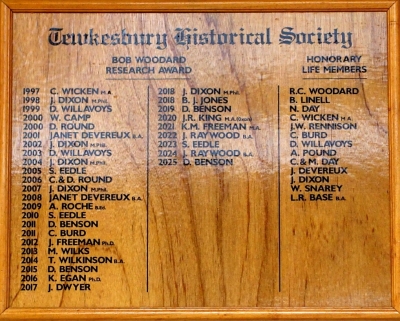 Tewkesbury Historical Society
BOB WOODARD
RESEARCH AWARD
1997 C. WICKEN M.A.
1998 J. DIXON M.Phil.
1999 D. WILLAVOYS
2000 W. CAMP
2000 D. ROUND
2001 JANET DEVEREUX B.A.
2002 J. DIXON M.Phil.
2003 D. WILLAVOYS
2004 J. DIXON M.Phil.
2005 S. EEDLE
2006 C. & D. ROUND
2007 J. DIXON M.Phil.
2008 JANET DEVEREUX B.A.
2009 A. ROCHE B.Ed.
2010 S. EEDLE
2011 D. BENSON
2011 C. BURD
2012 J. FREEMAN Ph.D.
2013 M. WILKS
2014 T. WILKINSON B.A.
2015 D. BENSON
2016 K. EGAN Ph.D.
2017 J. DWYER
2018 J. DIXON M.Phil.
2018 B. J. JONES
2019 D. BENSON
2020 J.R. KING M.A.(Oxon)
2021 K.M. FREEMAN M.A.
2022 J. RAYWOOD B.A.
2023 S. EEDLE
2024 J. RAYWOOD B.A.
2025 D. BENSON
HONORARY
LIFE MEMBERS
R.C. WOODARD
B. LINELL
N. DAY
C. WICKEN M.A.
J.W. RENNISON
C. BURD
D. WILLAVOYS
A. POUND
C. & M. DAY
J. DEVEREUX
J. DIXON
W. SNAREY
L.R. BASE B.A.